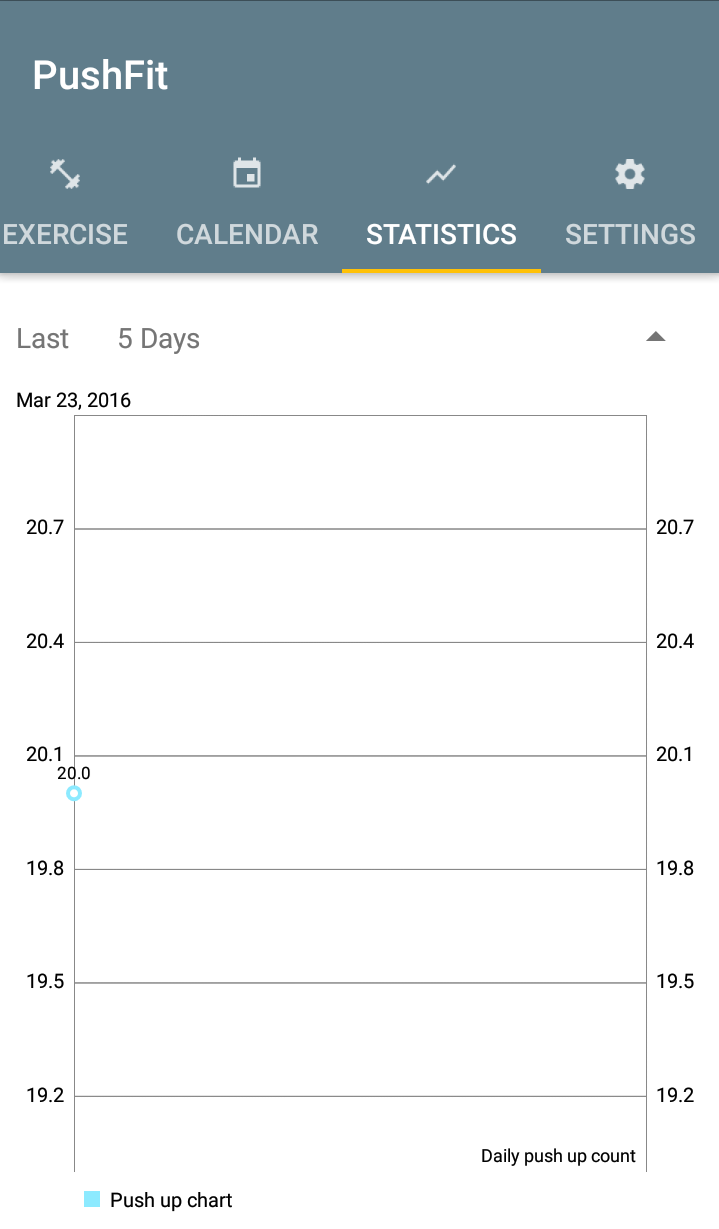 PushFit
EXERCISE CALENDAR STATISTICS SETTINGS
Last 5 Days
Mar 23, 2016
20.7 20.7
20.4 20.4
20.1 20.1
20.0
19.8 19.8
19.5 19.5
19.2 19.2
Daily push up count
Push up chart